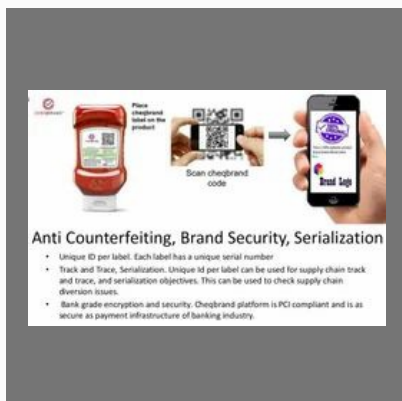 Place
cheqbrand
label on the
product
Scan cheqbrand
code
Brand Logo
Anti Counterfeiting, Brand Security, Serialization
• Unique ID per label. Each label has a unique serial number
• Track and Trace, Serialization. Unique Id per label can be used for supply chain track
and trace, and serialization objectives. This can be used to check supply chain
diversion issues.
• Bank grade encryption and security. Cheqbrand platform is PCI compliant and is as
secure as payment infrastructure of banking industry.